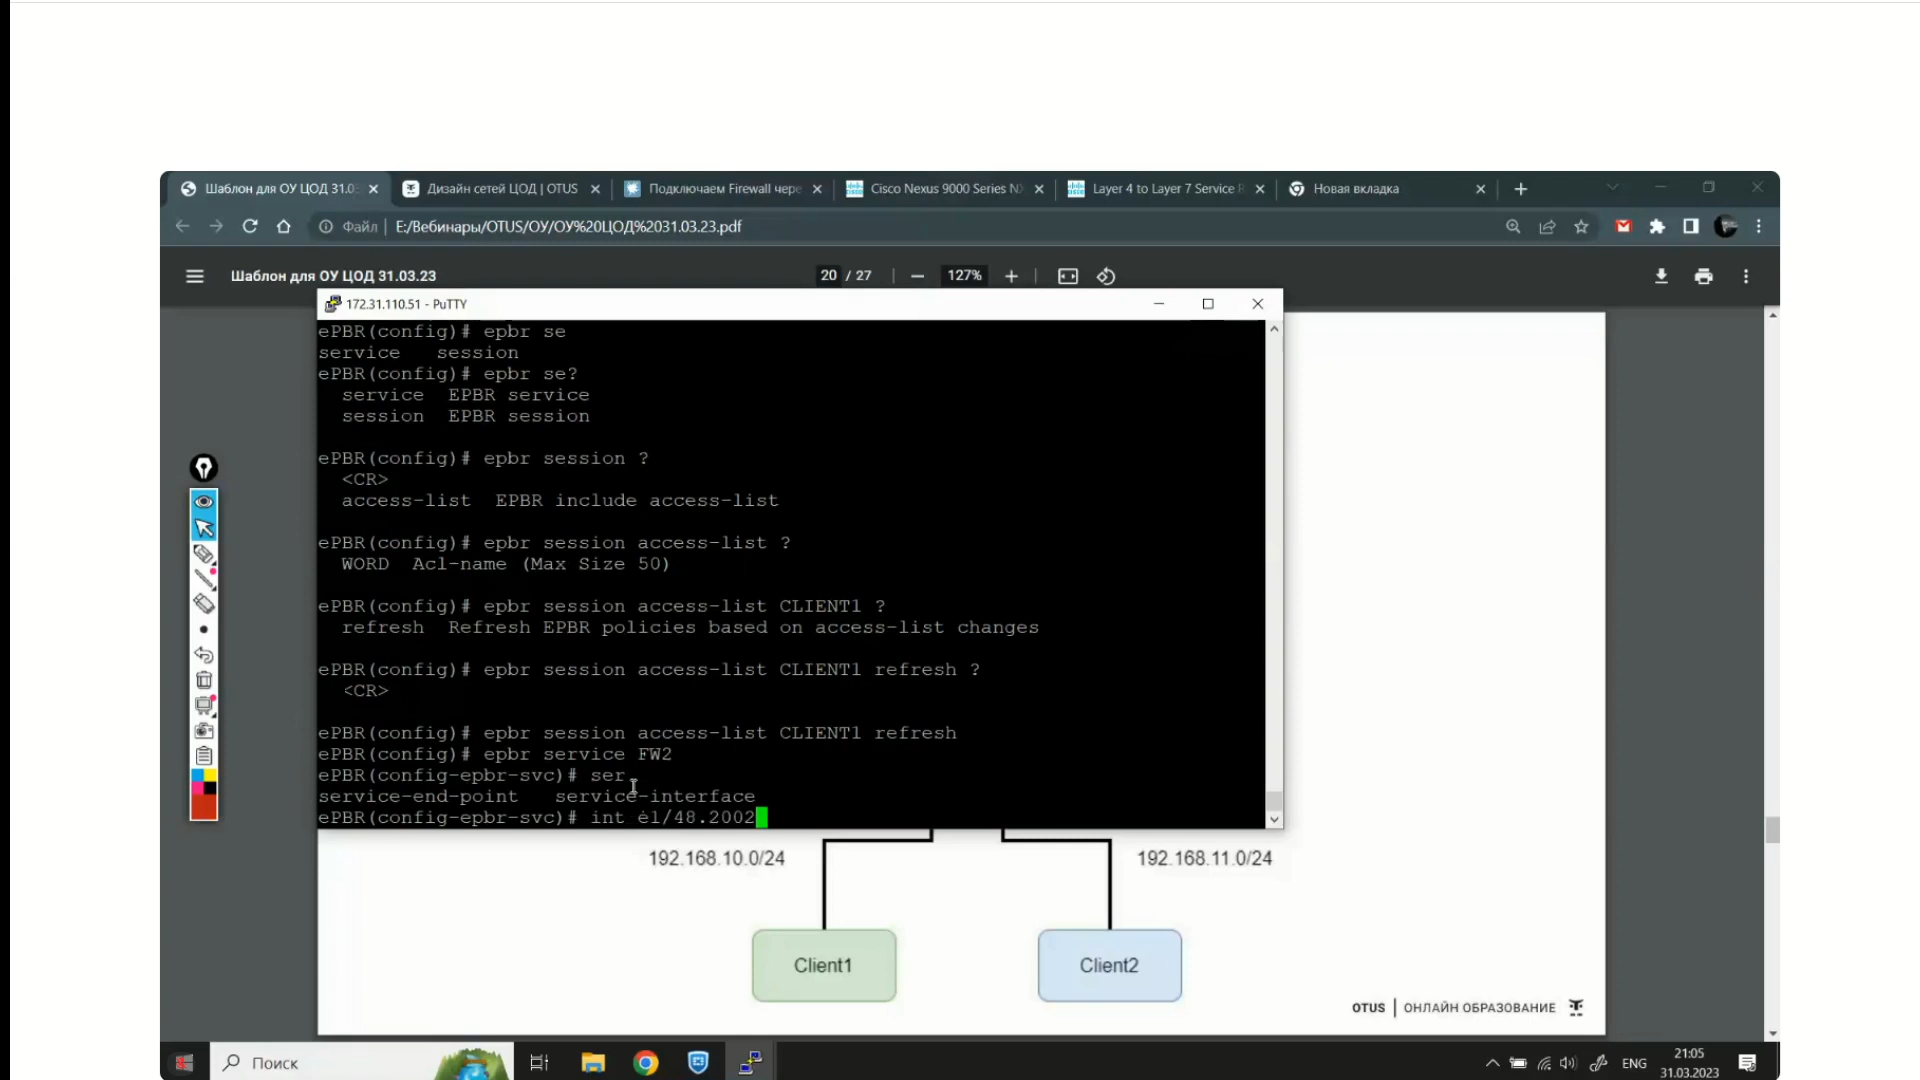 Шаблон для ОУ ЦОД 31.0
Дизайн сетей ЦОД | OTUS
Подключаем Firewall чере
Cisco Nexus 9000 Series N
Layer 4 to Layer 7 Service
Новая вкладка
Файл | E:/Вебинары/OTUS/ОУ/ОУ%20ЦОД%2031.03.23.pdf
Шаблон для ОУ ЦОД 31.03.23
20 / 27
127%
172.31.110.51 - PuTTY
ePBR(config)# epbr se
service session
ePBR(config)# epbr se?
service EPBR service
session EPBR session
ePBR(config)# epbr session ?
<CR>
access-list EPBR include access-list
ePBR(config)# epbr session access-list ?
WORD Acl-name (Max Size 50)
ePBR(config)# epbr session access-list CLIENT1 ?
refresh Refresh EPBR policies based on access-list changes
ePBR(config)# epbr session access-list CLIENT1 refresh ?
<CR>
ePBR(config)# epbr session access-list CLIENT1 refresh
ePBR(config)# epbr service FW2
ePBR(config-epbr-svc)# ser
service-end-point service-interface
ePBR(config-epbr-svc)# int e1/48.2002
192.168.10.0/24
192.168.11.0/24
Client1
Client2
OTUS | ОНЛАЙН ОБРАЗОВАНИЕ
Поиск
ENG
21:05
31.03.2023